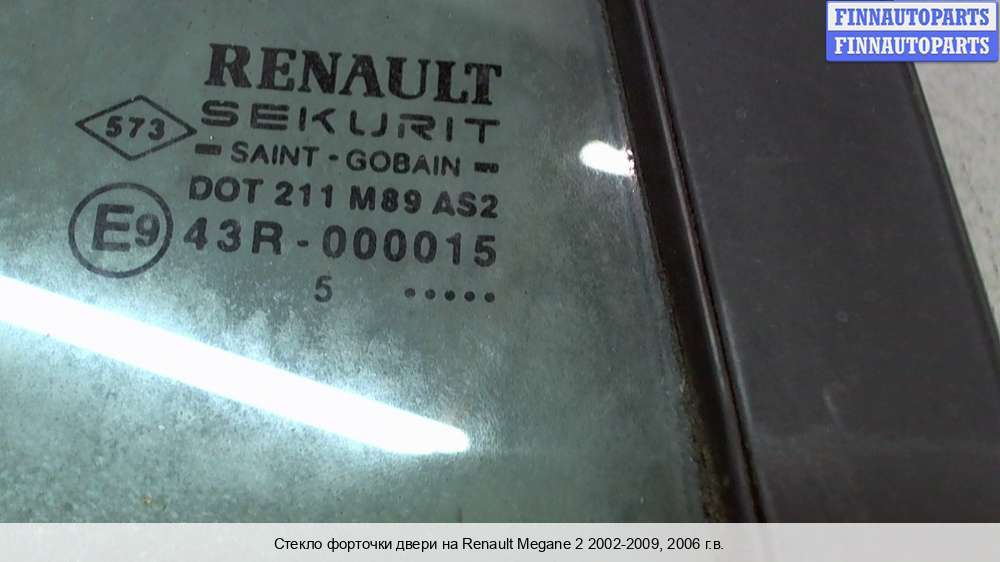 FINNAUTOPARTS
FINNAUTOPARTS
RENAULT
573
SEKURIT
SAINT - GOBAIN
DOT 211 M89 AS2
E9
43R - 000015
5 .....
Стекло форточки двери на Renault Megane 2 2002-2009, 2006 г.в.